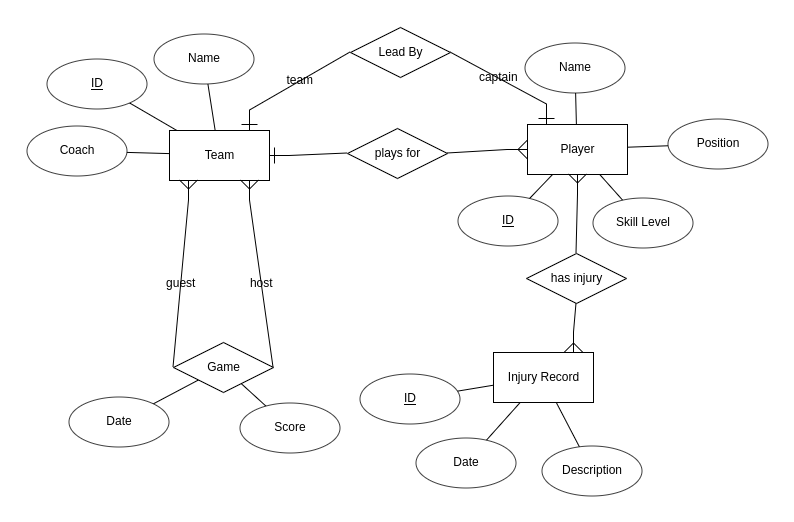 Lead By
Name
Name
team
captain
ID
Position
Coach
Team
plays for
Player
ID
Skill Level
has injury
guest
host
Game
Injury Record
ID
Date
Score
Date
Description